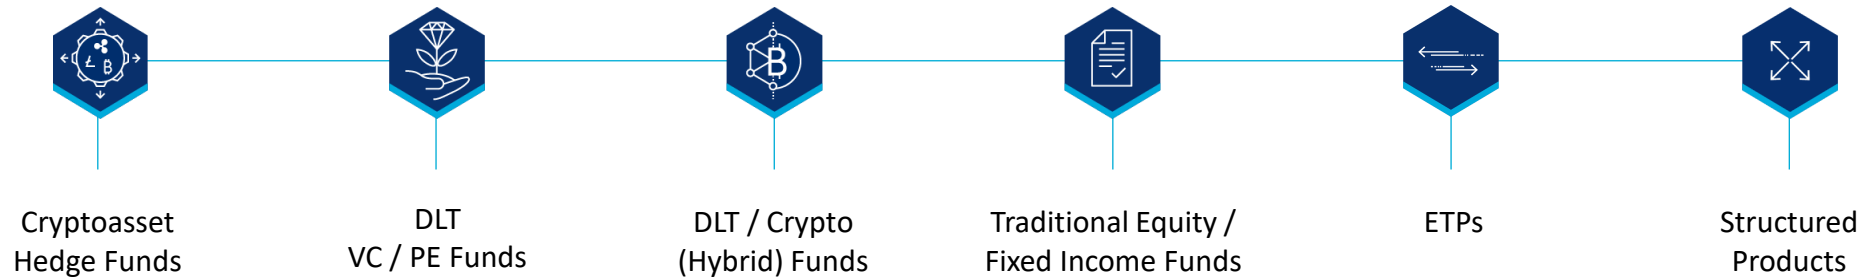 Cryptoasset
Hedge Funds
DLT
VC / PE Funds
DLT / Crypto
(Hybrid) Funds
Traditional Equity /
Fixed Income Funds
ETPs
Structured
Products